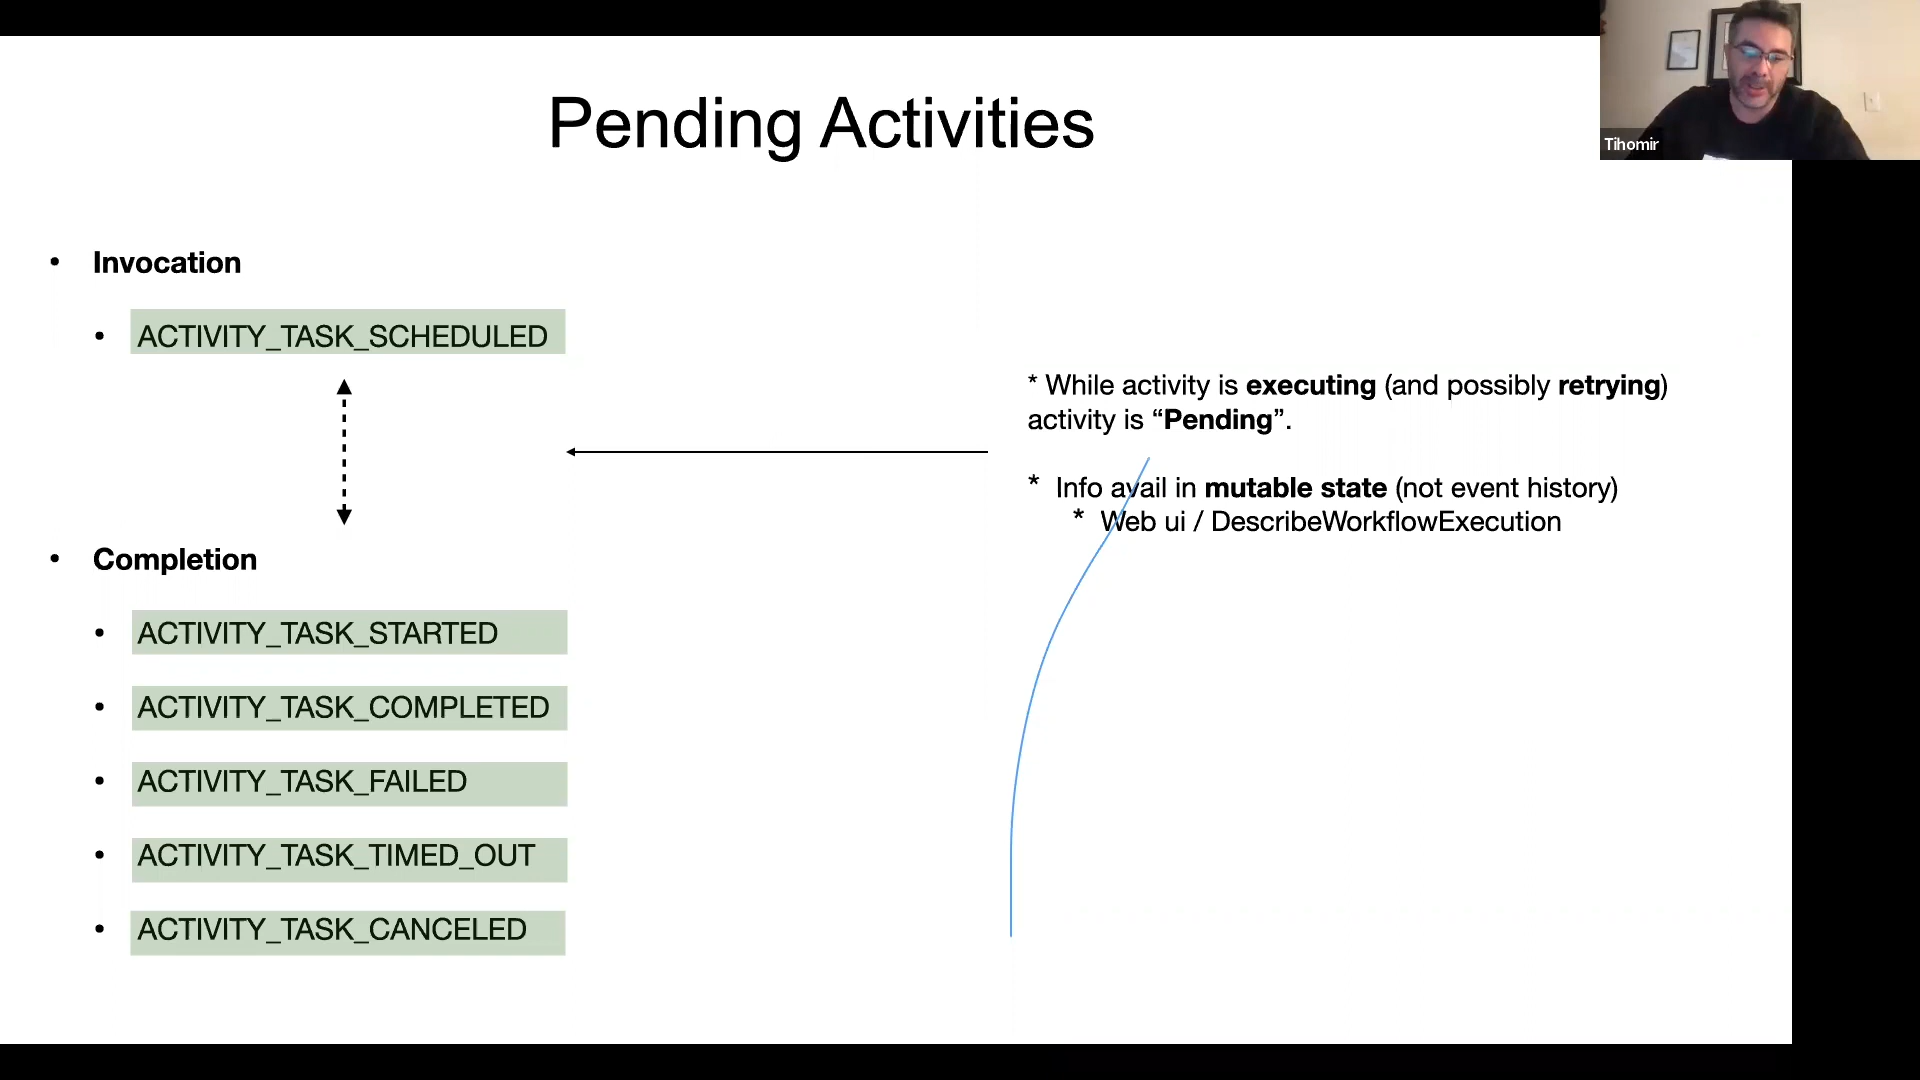 Pending Activities
Tihomir
• Invocation
• ACTIVITY_TASK_SCHEDULED
* While activity is executing (and possibly retrying)
activity is “Pending”.
* Info avail in mutable state (not event history)
* Web ui / DescribeWorkflowExecution
• Completion
• ACTIVITY_TASK_STARTED
• ACTIVITY_TASK_COMPLETED
• ACTIVITY_TASK_FAILED
• ACTIVITY_TASK_TIMED_OUT
• ACTIVITY_TASK_CANCELED